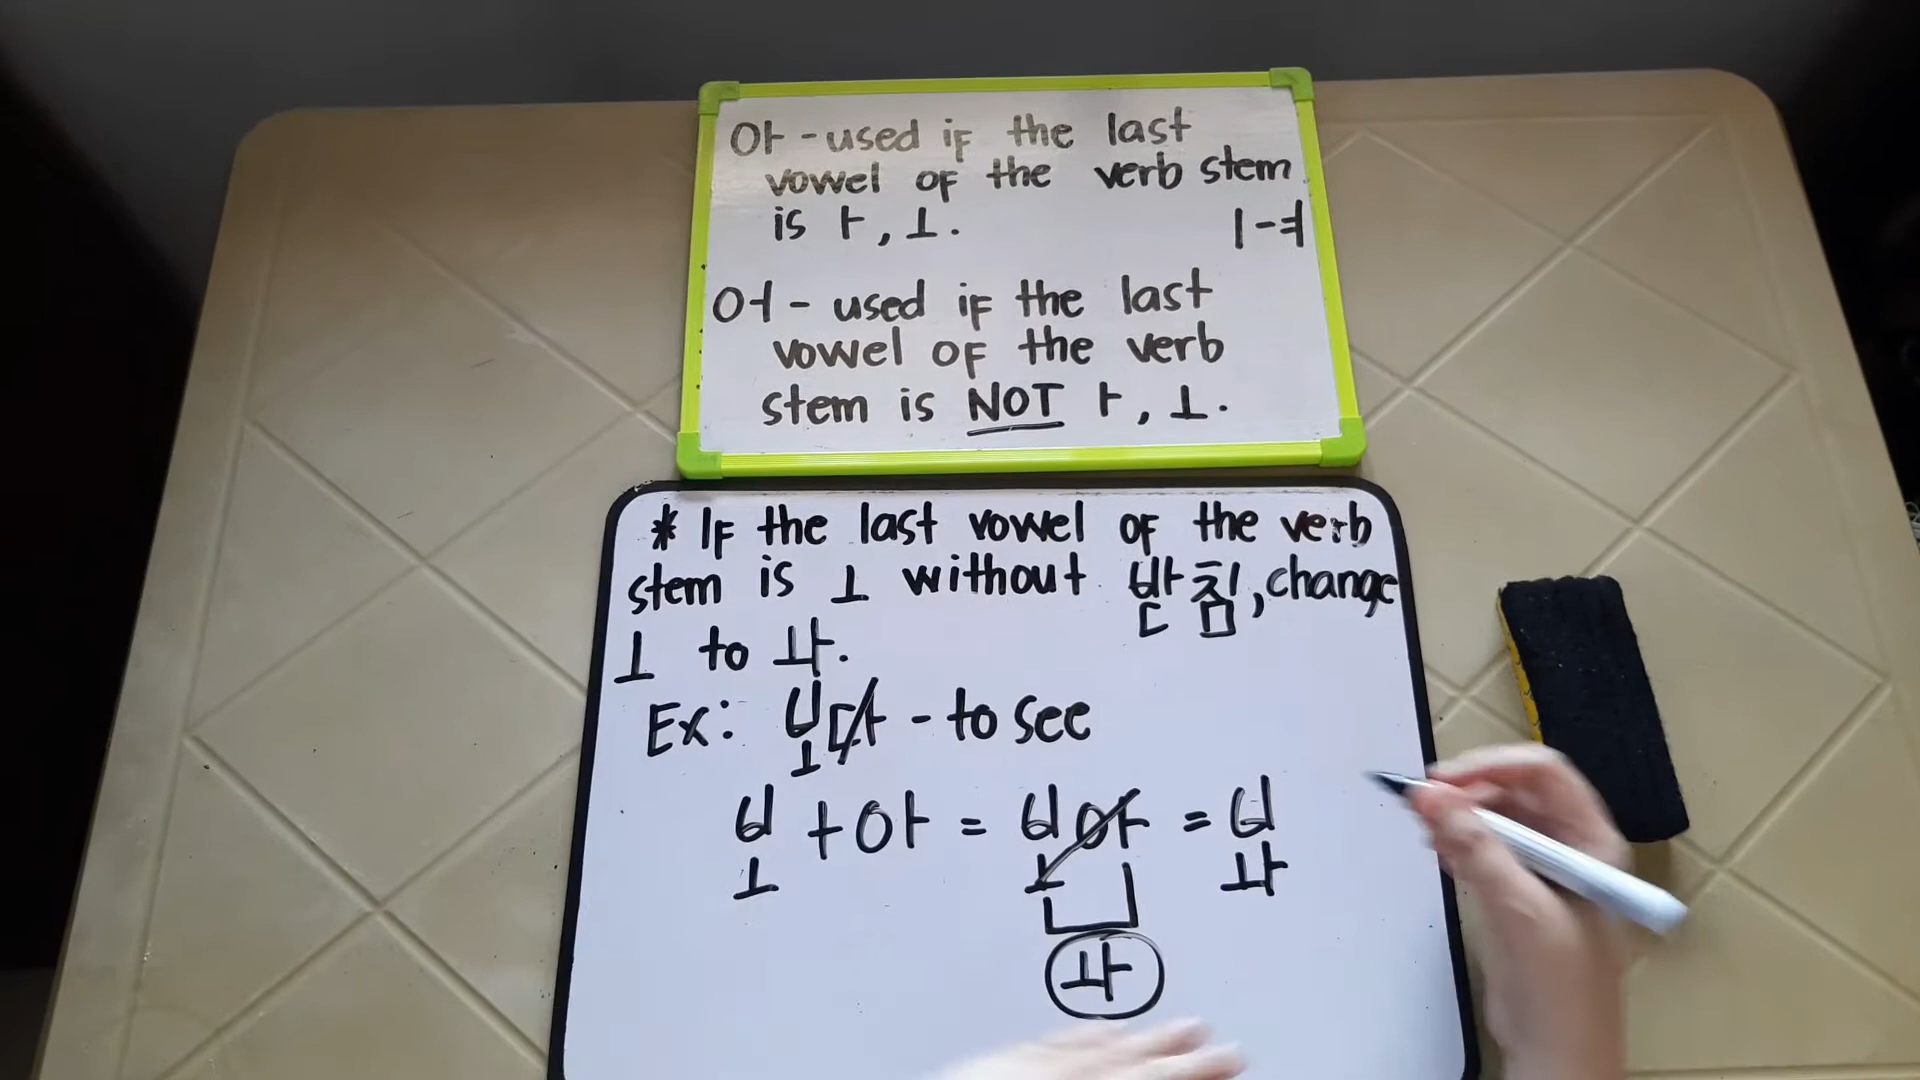 아 - used if the last
vowel of the verb stem
is ㅏ, ㅗ.
ㅣ-ㅕ
어 - used if the last
vowel of the verb
stem is NOT ㅏ, ㅗ.
* If the last vowel of the verb
stem is ㅗ without 받침, change
ㅗ to ㅘ.
Ex: 보다 - to see
보 + 아 = 보아 = 봐
ㅘ